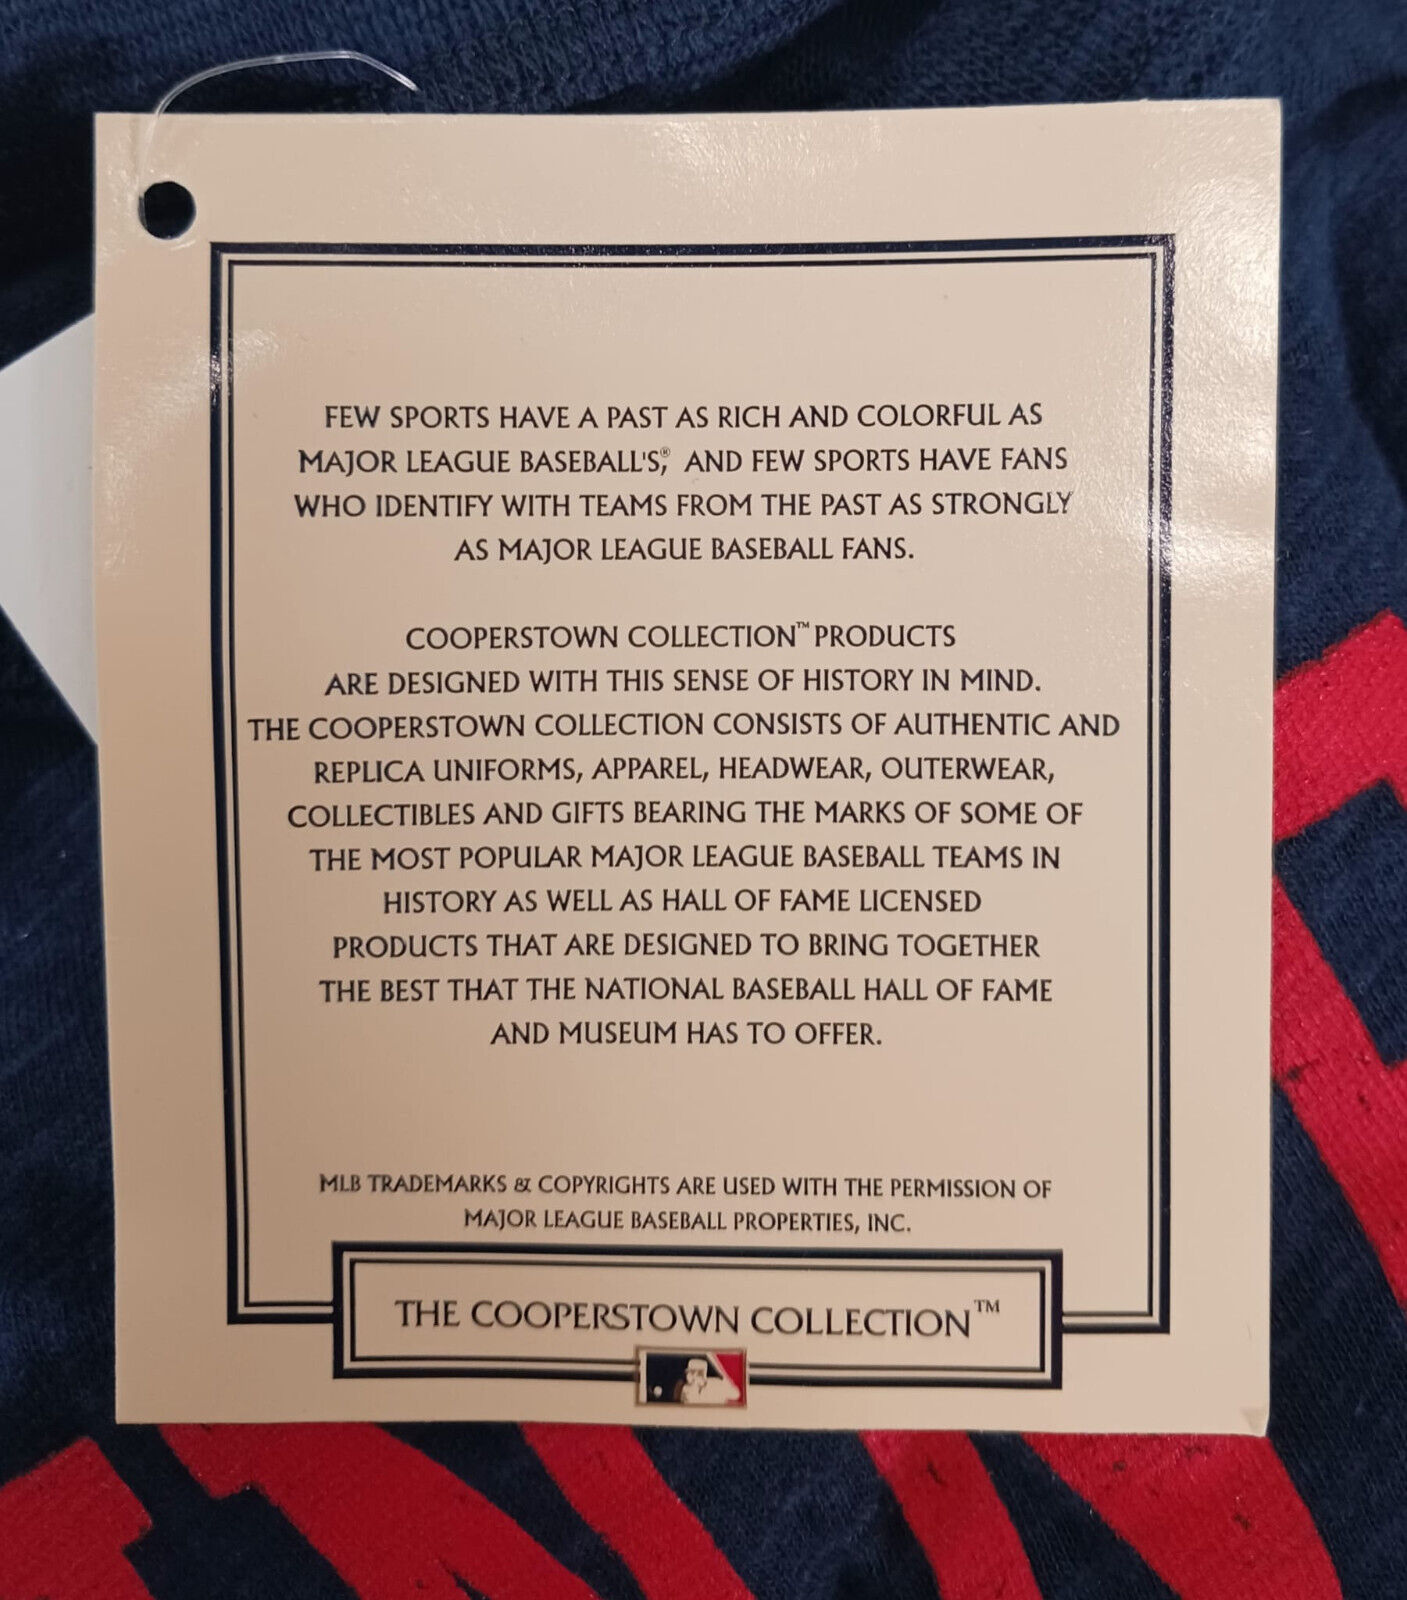 FEW SPORTS HAVE A PAST AS RICH AND COLORFUL AS
MAJOR LEAGUE BASEBALL'S,® AND FEW SPORTS HAVE FANS
WHO IDENTIFY WITH TEAMS FROM THE PAST AS STRONGLY
AS MAJOR LEAGUE BASEBALL FANS.
COOPERSTOWN COLLECTION™ PRODUCTS
ARE DESIGNED WITH THIS SENSE OF HISTORY IN MIND.
THE COOPERSTOWN COLLECTION CONSISTS OF AUTHENTIC AND
REPLICA UNIFORMS, APPAREL, HEADWEAR, OUTERWEAR,
COLLECTIBLES AND GIFTS BEARING THE MARKS OF SOME OF
THE MOST POPULAR MAJOR LEAGUE BASEBALL TEAMS IN
HISTORY AS WELL AS HALL OF FAME LICENSED
PRODUCTS THAT ARE DESIGNED TO BRING TOGETHER
THE BEST THAT THE NATIONAL BASEBALL HALL OF FAME
AND MUSEUM HAS TO OFFER.
MLB TRADEMARKS & COPYRIGHTS ARE USED WITH THE PERMISSION OF
MAJOR LEAGUE BASEBALL PROPERTIES, INC.
THE COOPERSTOWN COLLECTION™